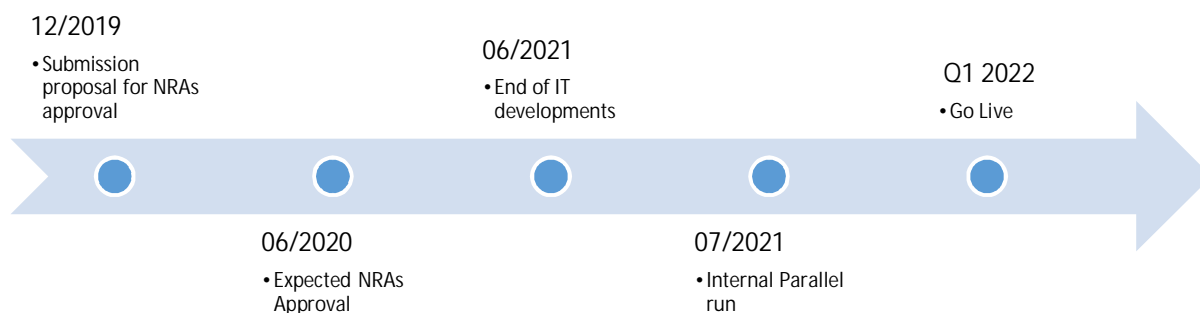 12/2019
• Submission
proposal for NRAs
approval
06/2020
• Expected NRAs
Approval
06/2021
• End of IT
developments
07/2021
• Internal Parallel
run
Q1 2022
• Go Live